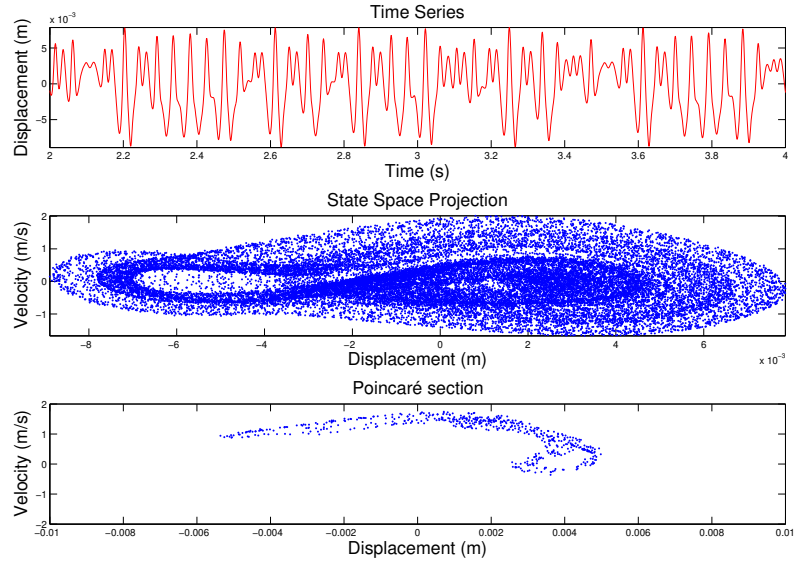 Time Series
x 10⁻³
Displacement (m)
5
0
−5
2 2.2 2.4 2.6 2.8 3 3.2 3.4 3.6 3.8 4
Time (s)
State Space Projection
Velocity (m/s)
2
1
0
−1
−8 −6 −4 −2 0 2 4 6
x 10⁻³
Displacement (m)
Poincaré section
Velocity (m/s)
2
1
0
−1
−2
−0.01 −0.008 −0.006 −0.004 −0.002 0 0.002 0.004 0.006 0.008 0.01
Displacement (m)